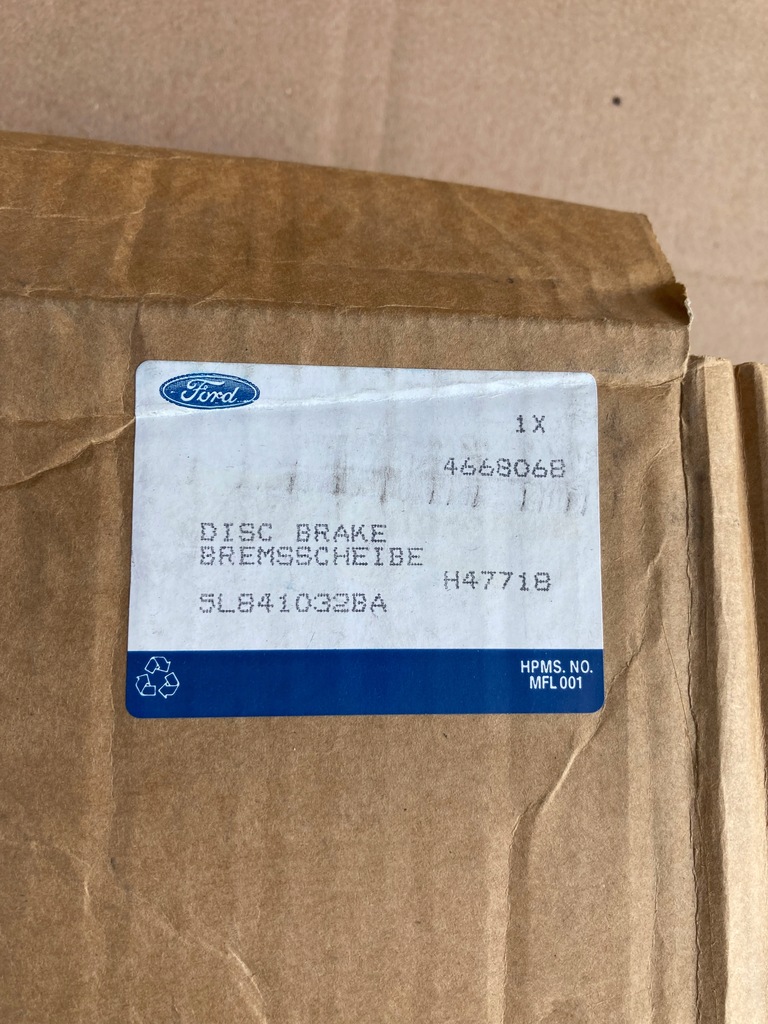 Ford
1X
4668068
DISC BRAKE
BREMSSCHEIBE
H47718
5L841032BA
HPMS. NO.
MFL 001